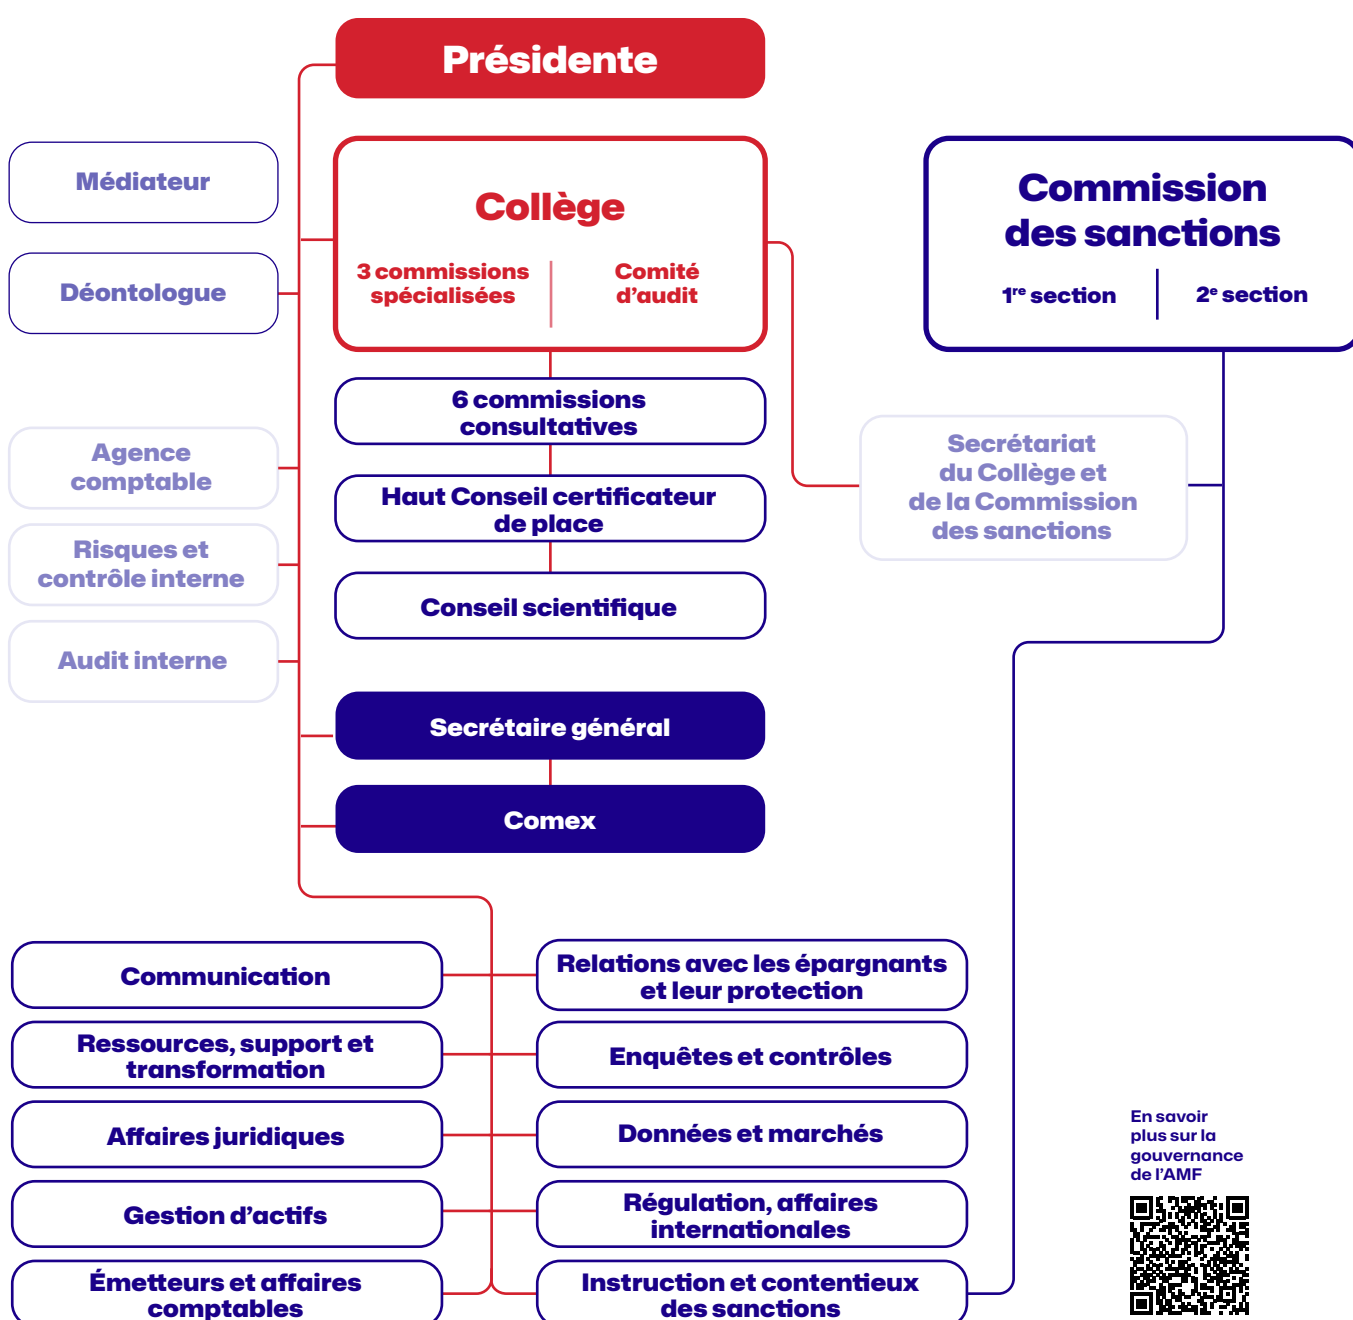 Présidente
Médiateur
Déontologue
Collège
3 commissions
spécialisées
Comité
d'audit
Commission
des sanctions
1re section
2e section
6 commissions
consultatives
Haut Conseil certificateur
de place
Conseil scientifique
Agence
comptable
Risques et
contrôle interne
Audit interne
Secrétariat
du Collège et
de la Commission
des sanctions
Secrétaire général
Comex
Communication
Relations avec les épargnants
et leur protection
Ressources, support et
transformation
Enquêtes et contrôles
Affaires juridiques
Données et marchés
Gestion d'actifs
Régulation, affaires
internationales
Émetteurs et affaires
comptables
Instruction et contentieux
des sanctions
En savoir
plus sur la
gouvernance
de l'AMF